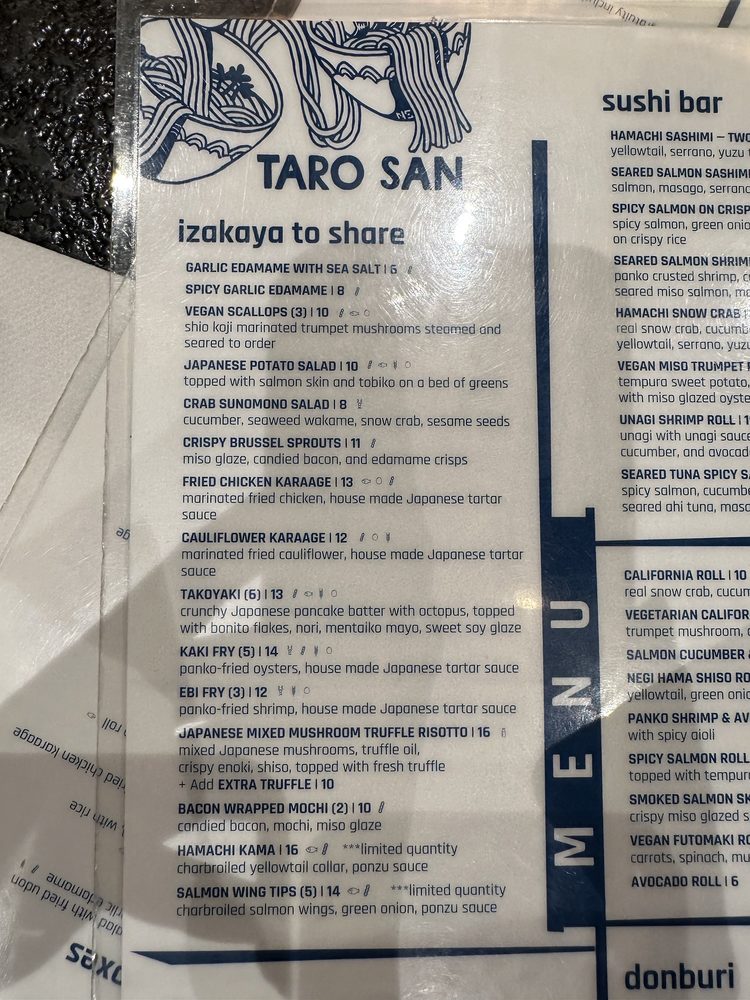 TARO SAN
izakaya to share
GARLIC EDAMAME WITH SEA SALT | 6
SPICY GARLIC EDAMAME | 8
VEGAN SCALLOPS (3) | 10
shio koji marinated trumpet mushrooms steamed and
seared to order
JAPANESE POTATO SALAD | 10
topped with salmon skin and tobiko on a bed of greens
CRAB SUNOMONO SALAD | 8
cucumber, seaweed wakame, snow crab, sesame seeds
CRISPY BRUSSEL SPROUTS | 11
miso glaze, candied bacon, and edamame crisps
FRIED CHICKEN KARAAGE | 13
marinated fried chicken, house made Japanese tartar
sauce
CAULIFLOWER KARAAGE | 12
marinated fried cauliflower, house made Japanese tartar
sauce
TAKOYAKI (6) | 13
crunchy Japanese pancake batter with octopus, topped
with bonito flakes, nori, mentaiko mayo, sweet soy glaze
KAKI FRY (5) | 14
panko-fried oysters, house made Japanese tartar sauce
EBI FRY (3) | 12
panko-fried shrimp, house made Japanese tartar sauce
JAPANESE MIXED MUSHROOM TRUFFLE RISOTTO | 16
mixed Japanese mushrooms, truffle oil,
crispy enoki, shiso, topped with fresh truffle
+ Add EXTRA TRUFFLE | 10
BACON WRAPPED MOCHI (2) | 10
candied bacon, mochi, miso glaze
HAMACHI KAMA | 16 ***limited quantity
charbroiled yellowtail collar, ponzu sauce
SALMON WING TIPS (5) | 14 ***limited quantity
charbroiled salmon wings, green onion, ponzu sauce
MENU
sushi bar
HAMACHI SASHIMI – TWO
yellowtail, serrano, yuzu
SEARED SALMON SASHIMI
salmon, masago, serrano
SPICY SALMON ON CRISP
spicy salmon, green onio
on crispy rice
SEARED SALMON SHRIM
panko crusted shrimp, c
seared miso salmon, ma
HAMACHI SNOW CRAB
real snow crab, cucumb
yellowtail, serrano, yuzu
VEGAN MISO TRUMPET
tempura sweet potato,
with miso glazed oyste
UNAGI SHRIMP ROLL | 1
unagi with unagi sauce
cucumber, and avocad
SEARED TUNA SPICY SA
spicy salmon, cucumbe
seared ahi tuna, masa
CALIFORNIA ROLL | 10
real snow crab, cucum
VEGETARIAN CALIFOR
trumpet mushroom,
SALMON CUCUMBER
NEGI HAMA SHISO RO
yellowtail, green onio
PANKO SHRIMP & AV
with spicy aioli
SPICY SALMON ROLL
topped with tempur
SMOKED SALMON SK
crispy miso glazed s
VEGAN FUTOMAKI RO
carrots, spinach, mu
AVOCADO ROLL | 6
donburi
roll
ied chicken karaage
with rice
edamame
alad with fried udon
oxes